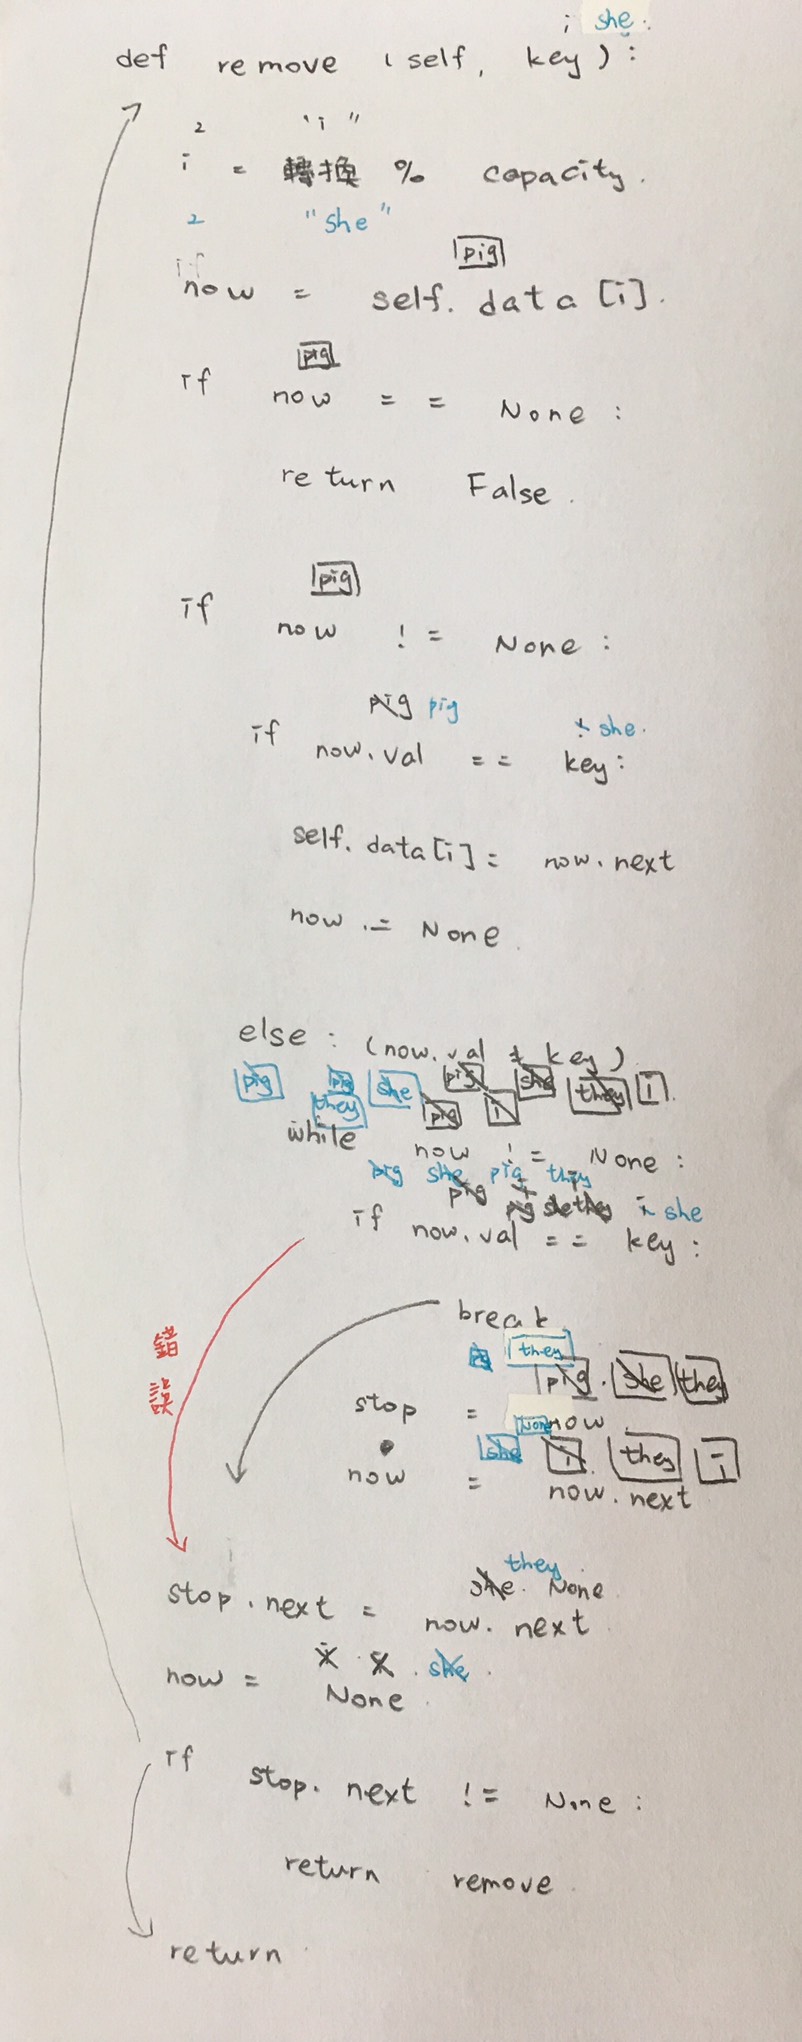 i she.
def remove (self, key):
2 "i"
i = 轉換 % capacity.
2 "she"
pig
if
now = self. data [i].
pig
if now == None:
return False.
pig
if now != None:
pig pig i she.
if now.val == key:
self. data[i] = now.next
now = None.
else: (now.val ≠ key)
pig pig she pig she they i.
they pig i
while now != None:
pig she pig they
pig pig she they i she
if now.val == key:
錯誤
break
they
pig. she they
stop = now.
None
she i. they i
now = now.next
they
she. None
stop.next = now.next
i she.
now = None.
if stop. next != None:
return remove.
return